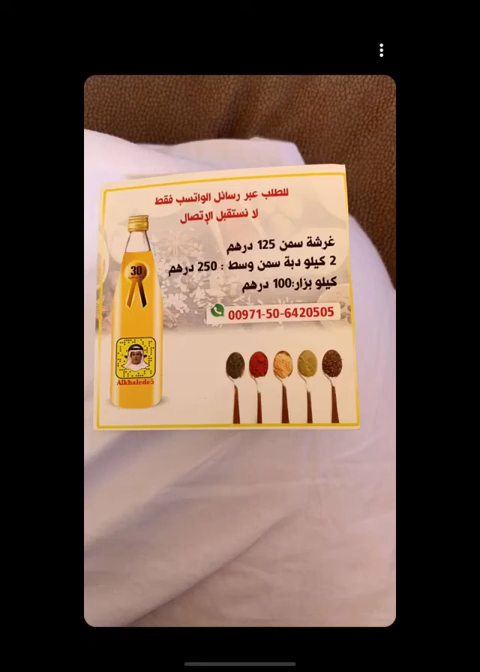 للطلب عبر رسائل الواتسب فقط
لا نستقبل الإتصال
غرشة سمن 125 درهم
2 كيلو دبة سمن وسط : 250 درهم
كيلو بزار:100 درهم
00971-50-6420505
30
Alkhalede5